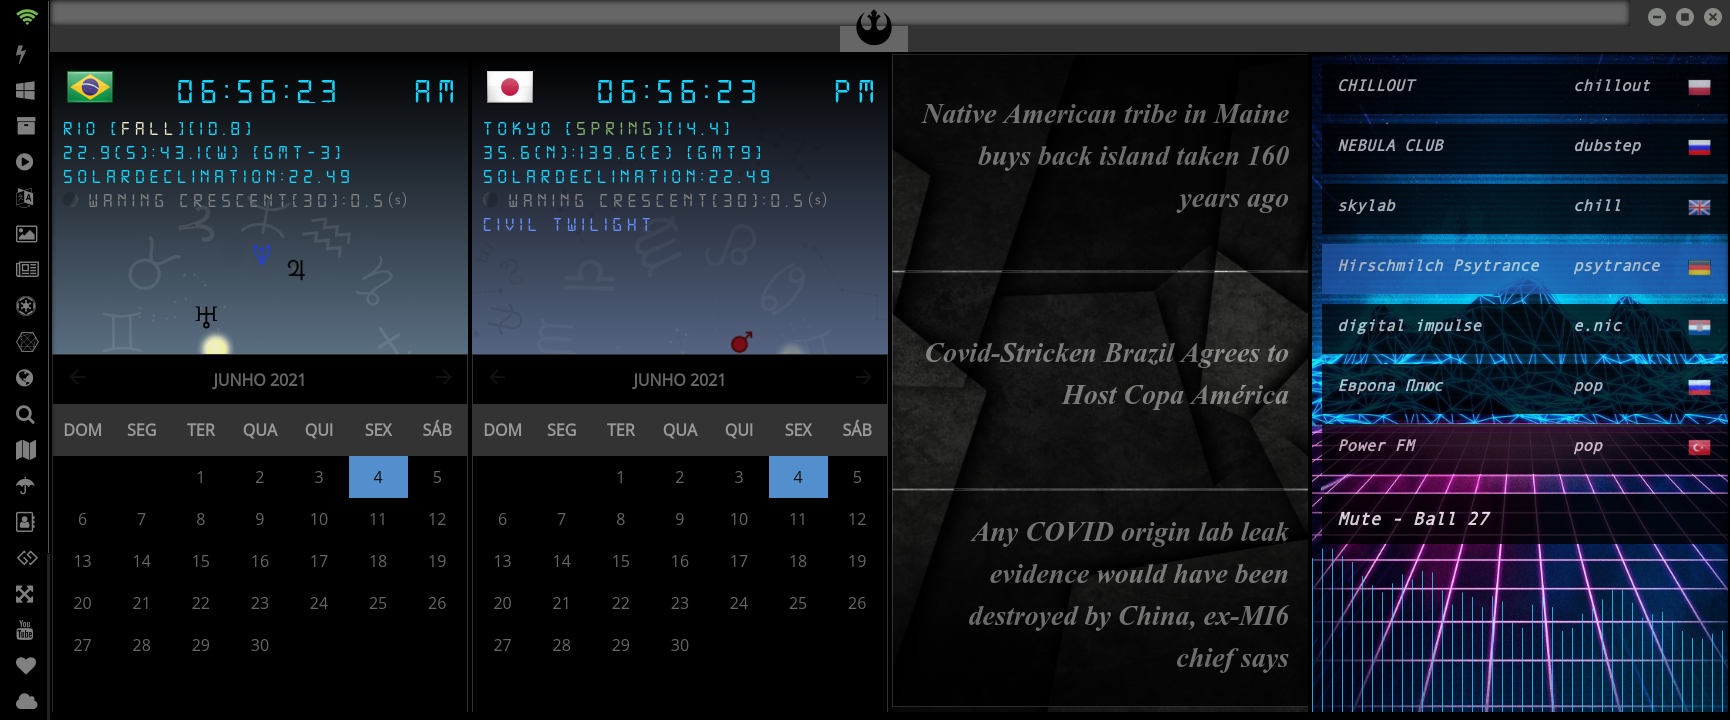 06:56:23 AM
RIO [FALL][10.8]
22.9(S):43.1(W) [GMT-3]
SOLARDECLINATION:22.49
WANING CRESCENT(30):0.5(s)
JUNHO 2021
DOM SEG TER QUA QUI SEX SÁB
1 2 3 4 5
6 7 8 9 10 11 12
13 14 15 16 17 18 19
20 21 22 23 24 25 26
27 28 29 30
06:56:23 PM
TOKYO [SPRING][14.4]
35.6(N):139.6(E) [GMT9]
SOLARDECLINATION:22.49
WANING CRESCENT(30):0.5(s)
CIVIL TWILIGHT
JUNHO 2021
DOM SEG TER QUA QUI SEX SÁB
1 2 3 4 5
6 7 8 9 10 11 12
13 14 15 16 17 18 19
20 21 22 23 24 25 26
27 28 29 30
Native American tribe in Maine
buys back island taken 160
years ago
Covid-Stricken Brazil Agrees to
Host Copa América
Any COVID origin lab leak
evidence would have been
destroyed by China, ex-MI6
chief says
CHILLOUT chillout
NEBULA CLUB dubstep
skylab chill
Hirschmilch Psytrance psytrance
digital impulse e.nic
Европа Плюс pop
Power FM pop
Mute - Ball 27
You
Tube